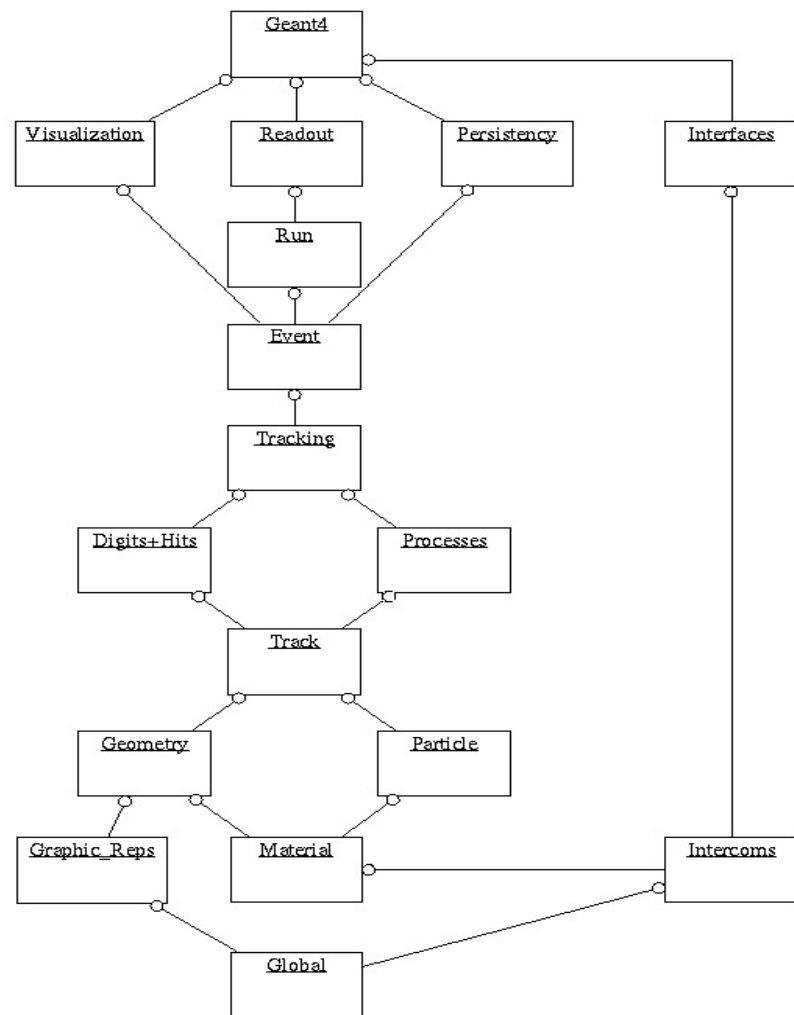 Geant4
Visualization
Readout
Persistency
Interfaces
Run
Event
Tracking
Digits+Hits
Processes
Track
Geometry
Particle
Graphic_Reps
Material
Intercoms
Global